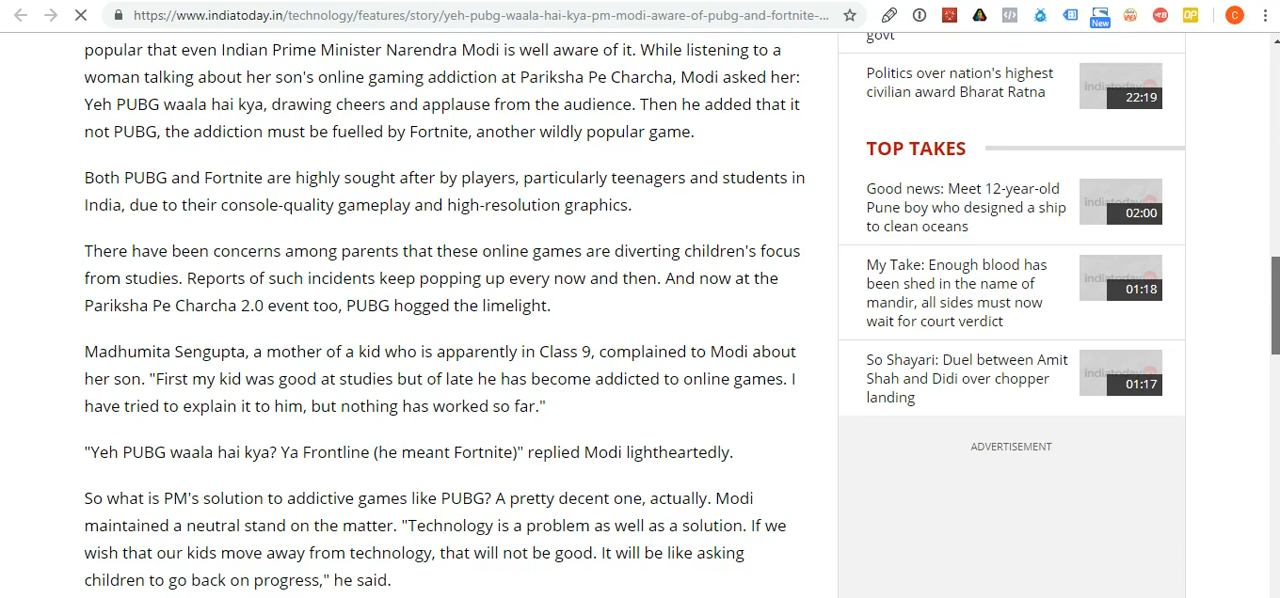 https://www.indiatoday.in/technology/features/story/yeh-pubg-waala-hai-kya-pm-modi-aware-of-pubg-and-fortnite-...
New
C
popular that even Indian Prime Minister Narendra Modi is well aware of it. While listening to a
woman talking about her son's online gaming addiction at Pariksha Pe Charcha, Modi asked her:
Yeh PUBG waala hai kya, drawing cheers and applause from the audience. Then he added that it
not PUBG, the addiction must be fuelled by Fortnite, another wildly popular game.
Both PUBG and Fortnite are highly sought after by players, particularly teenagers and students in
India, due to their console-quality gameplay and high-resolution graphics.
There have been concerns among parents that these online games are diverting children's focus
from studies. Reports of such incidents keep popping up every now and then. And now at the
Pariksha Pe Charcha 2.0 event too, PUBG hogged the limelight.
Madhumita Sengupta, a mother of a kid who is apparently in Class 9, complained to Modi about
her son. "First my kid was good at studies but of late he has become addicted to online games. I
have tried to explain it to him, but nothing has worked so far."
"Yeh PUBG waala hai kya? Ya Frontline (he meant Fortnite)" replied Modi lightheartedly.
So what is PM's solution to addictive games like PUBG? A pretty decent one, actually. Modi
maintained a neutral stand on the matter. "Technology is a problem as well as a solution. If we
wish that our kids move away from technology, that will not be good. It will be like asking
children to go back on progress," he said.
govt
Politics over nation's highest
civilian award Bharat Ratna
22:19
TOP TAKES
Good news: Meet 12-year-old
Pune boy who designed a ship
to clean oceans
02:00
My Take: Enough blood has
been shed in the name of
mandir, all sides must now
wait for court verdict
01:18
So Shayari: Duel between Amit
Shah and Didi over chopper
landing
01:17
ADVERTISEMENT